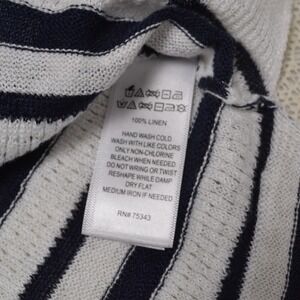 100% LINEN
HAND WASH COLD
WASH WITH LIKE COLORS
ONLY NON-CHLORINE
BLEACH WHEN NEEDED
DO NOT WRING OR TWIST
RESHAPE WHILE DAMP
DRY FLAT
MEDIUM IRON IF NEEDED
RN# 75343